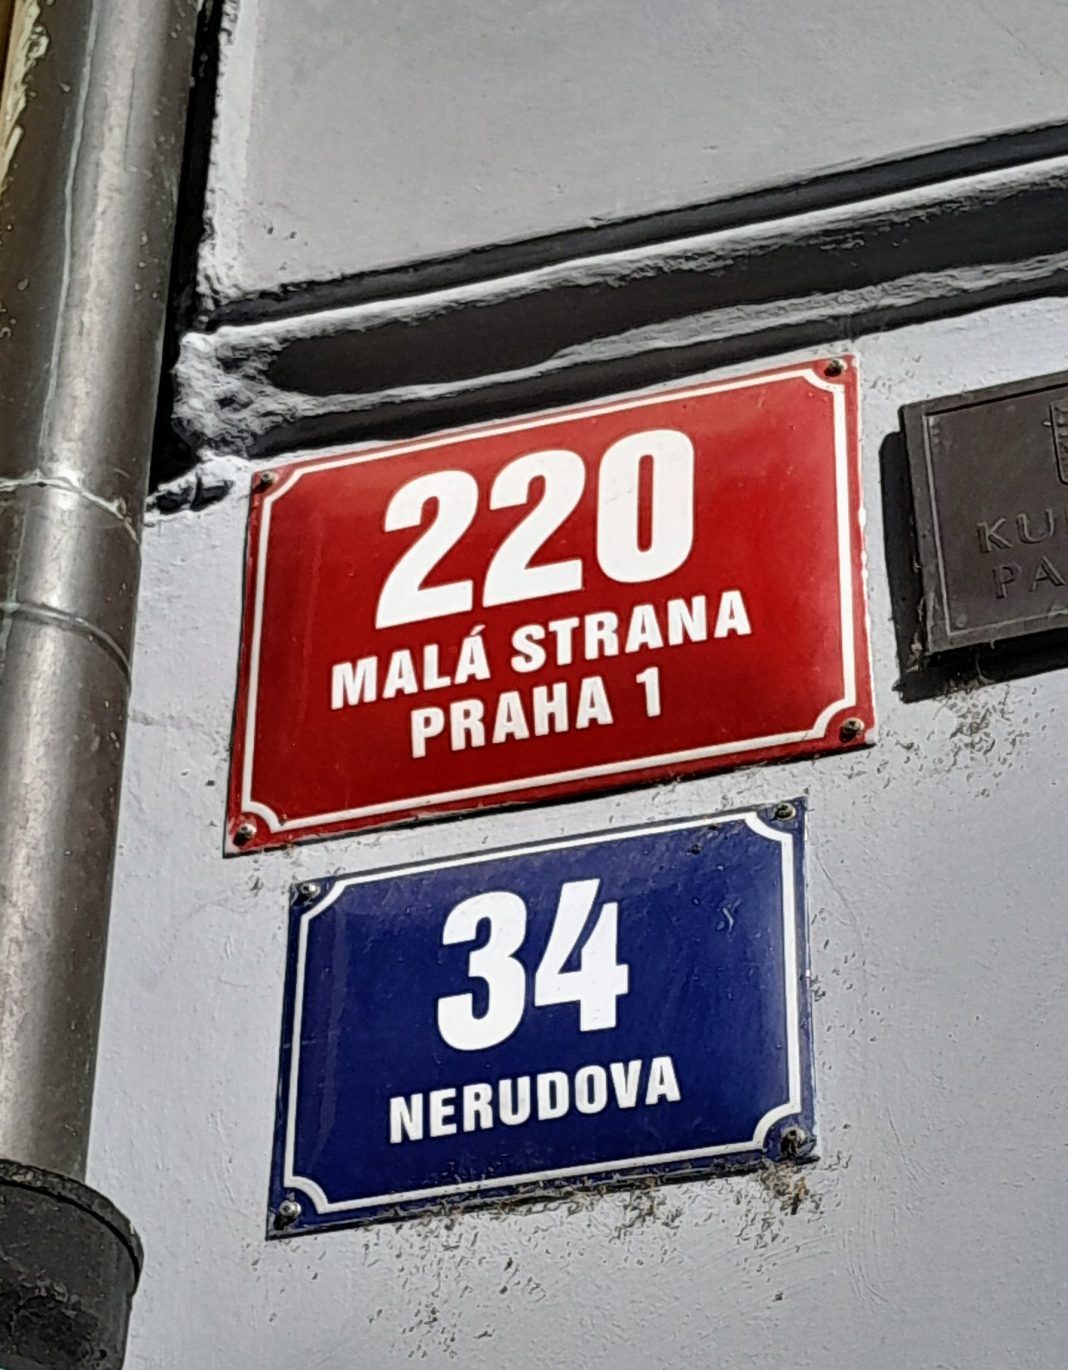 220
MALÁ STRANA
PRAHA 1
34
NERUDOVA